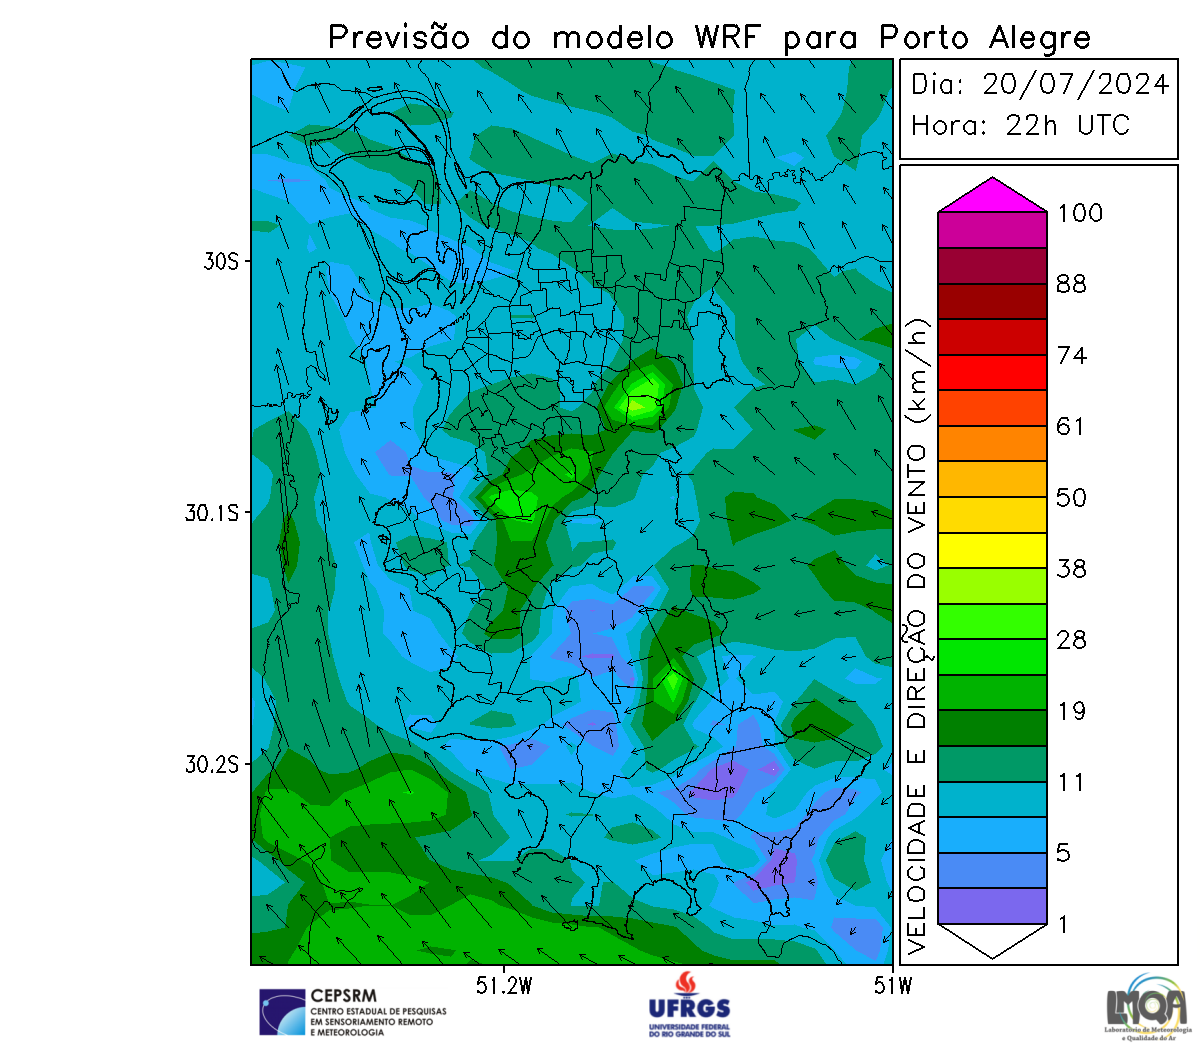 Previsão do modelo WRF para Porto Alegre
Dia: 20/07/2024
Hora: 22h UTC
30S
30.1S
30.2S
51.2W
51W
VELOCIDADE E DIREÇÃO DO VENTO (km/h)
100
88
74
61
50
38
28
19
11
5
1
CEPSRM
CENTRO ESTADUAL DE PESQUISAS
EM SENSORIAMENTO REMOTO
E METEOROLOGIA
UFRGS
UNIVERSIDADE FEDERAL
DO RIO GRANDE DO SUL
LMQA
Laboratório de Meteorologia
e Qualidade do Ar